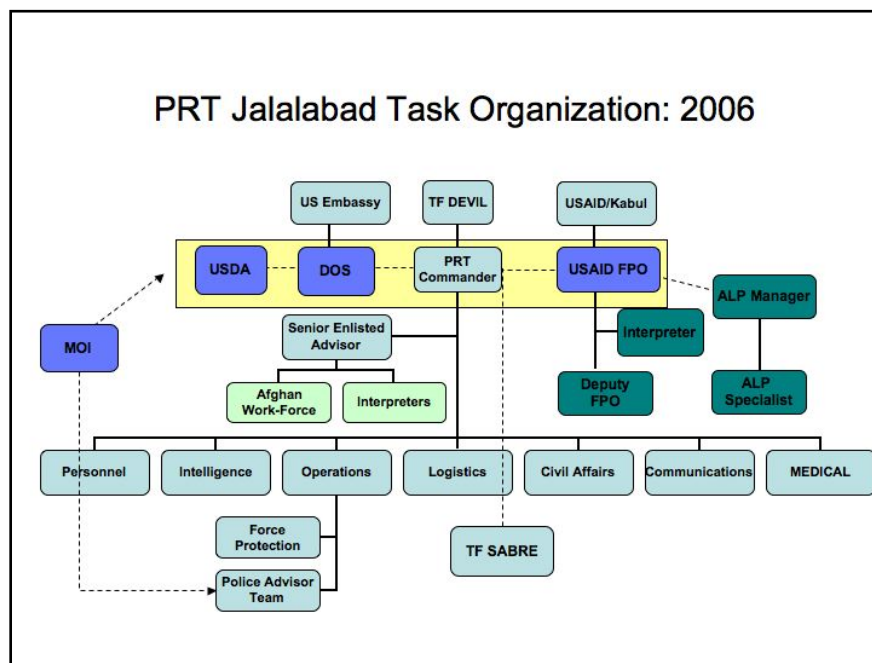 PRT Jalalabad Task Organization: 2006
US Embassy
TF DEVIL
USAID/Kabul
USDA
DOS
PRT
Commander
USAID FPO
ALP Manager
MOI
Senior Enlisted
Advisor
Interpreter
Afghan
Work-Force
Interpreters
Deputy
FPO
ALP
Specialist
Personnel
Intelligence
Operations
Logistics
Civil Affairs
Communications
MEDICAL
Force
Protection
TF SABRE
Police Advisor
Team